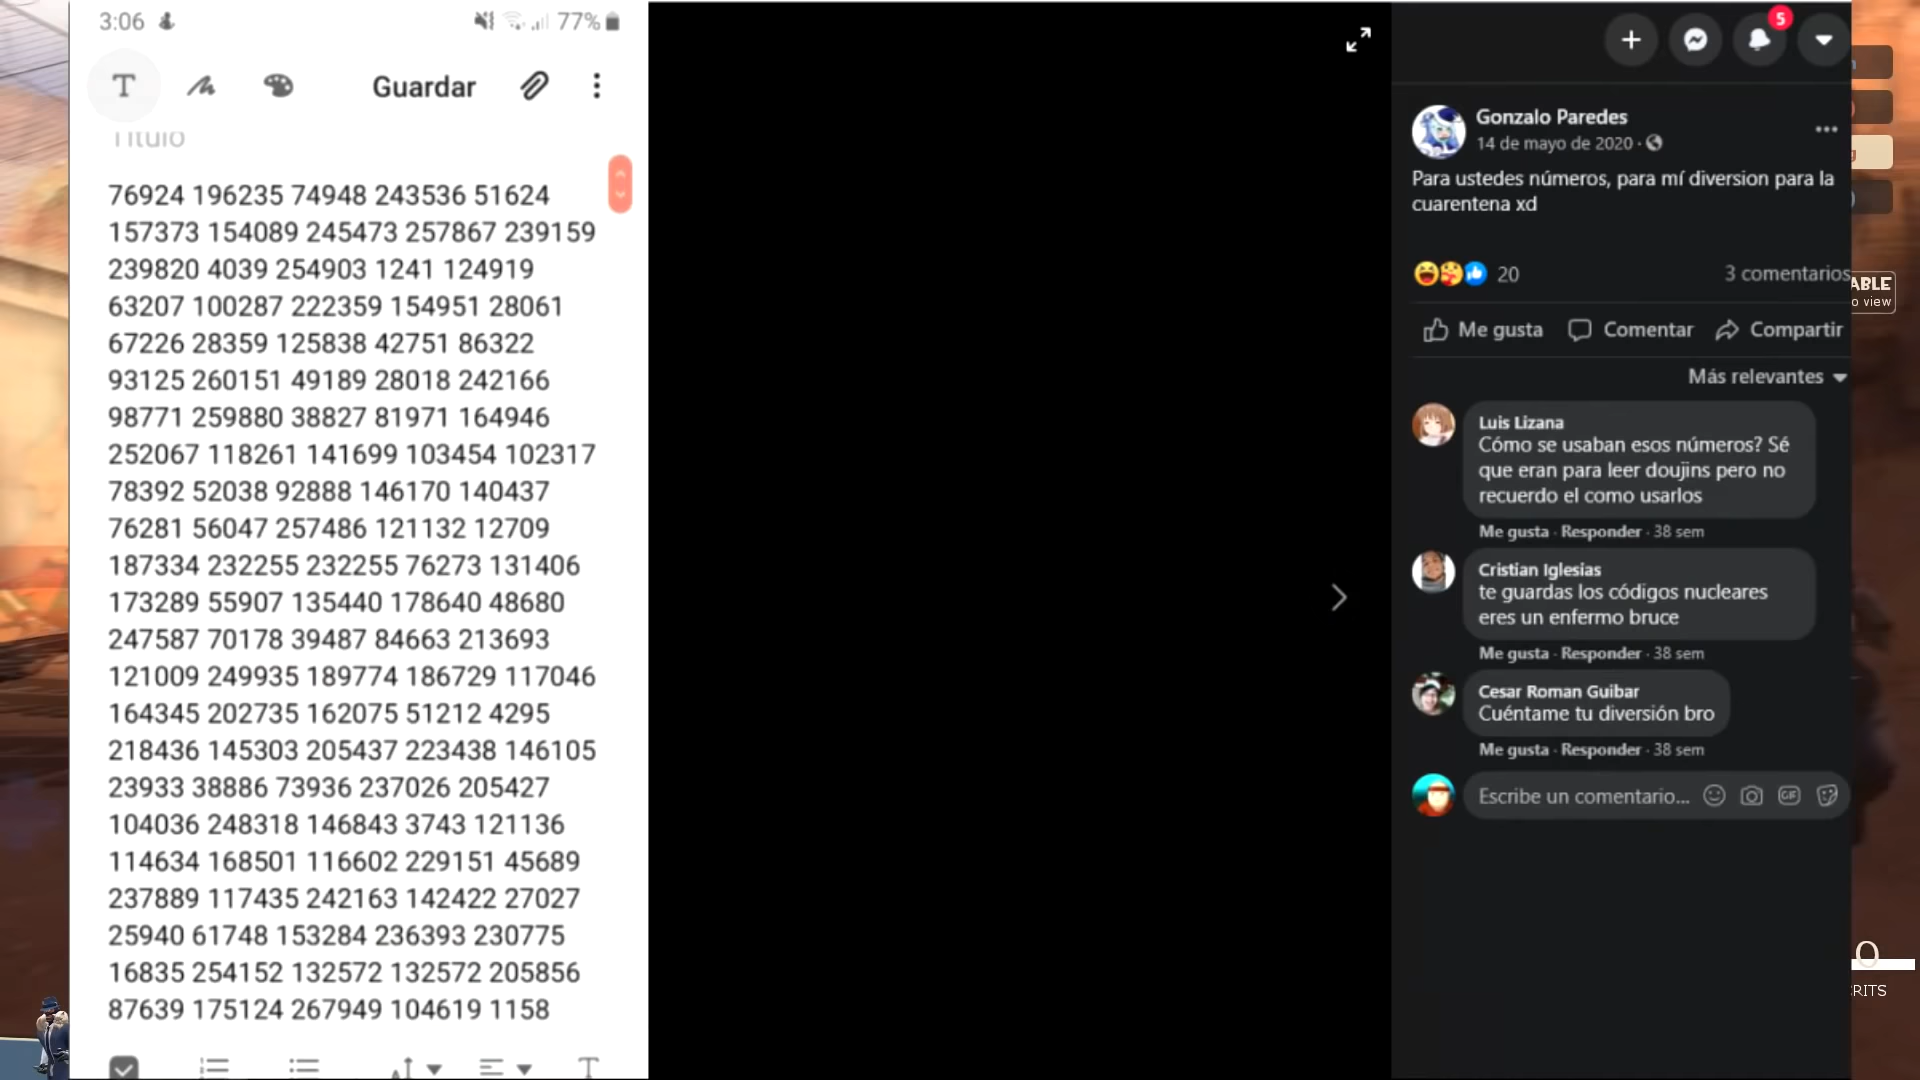 3:06
77%
Guardar
Título
76924 196235 74948 243536 51624
157373 154089 245473 257867 239159
239820 4039 254903 1241 124919
63207 100287 222359 154951 28061
67226 28359 125838 42751 86322
93125 260151 49189 28018 242166
98771 259880 38827 81971 164946
252067 118261 141699 103454 102317
78392 52038 92888 146170 140437
76281 56047 257486 121132 12709
187334 232255 232255 76273 131406
173289 55907 135440 178640 48680
247587 70178 39487 84663 213693
121009 249935 189774 186729 117046
164345 202735 162075 51212 4295
218436 145303 205437 223438 146105
23933 38886 73936 237026 205427
104036 248318 146843 3743 121136
114634 168501 116602 229151 45689
237889 117435 242163 142422 27027
25940 61748 153284 236393 230775
16835 254152 132572 132572 205856
87639 175124 267949 104619 1158
5
Gonzalo Paredes
14 de mayo de 2020 ·
Para ustedes números, para mí diversion para la
cuarentena xd
20
3 comentarios
Me gusta
Comentar
Compartir
Más relevantes
Luis Lizana
Cómo se usaban esos números? Sé
que eran para leer doujins pero no
recuerdo el como usarlos
Me gusta · Responder · 38 sem
Cristian Iglesias
te guardas los códigos nucleares
eres un enfermo bruce
Me gusta · Responder · 38 sem
Cesar Roman Guibar
Cuéntame tu diversión bro
Me gusta · Responder · 38 sem
Escribe un comentario...
GIF
ABLE
o view
0
RITS